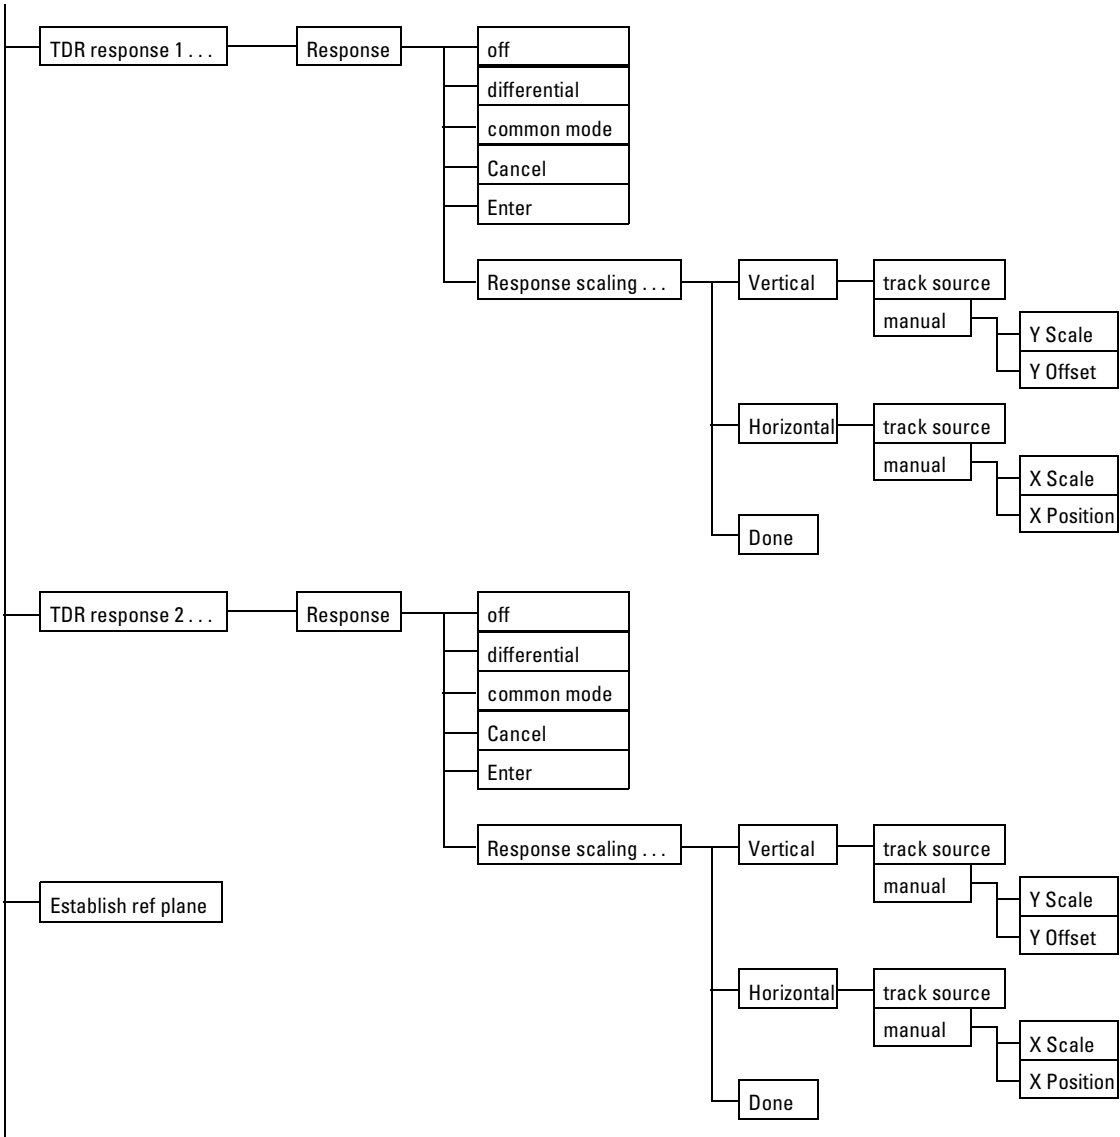 TDR response 1 . . .
Response
off
differential
common mode
Cancel
Enter
Response scaling . . .
Vertical
track source
manual
Y Scale
Y Offset
Horizontal
track source
manual
X Scale
X Position
Done
TDR response 2 . . .
Response
off
differential
common mode
Cancel
Enter
Response scaling . . .
Vertical
track source
manual
Y Scale
Y Offset
Establish ref plane
Horizontal
track source
manual
X Scale
X Position
Done